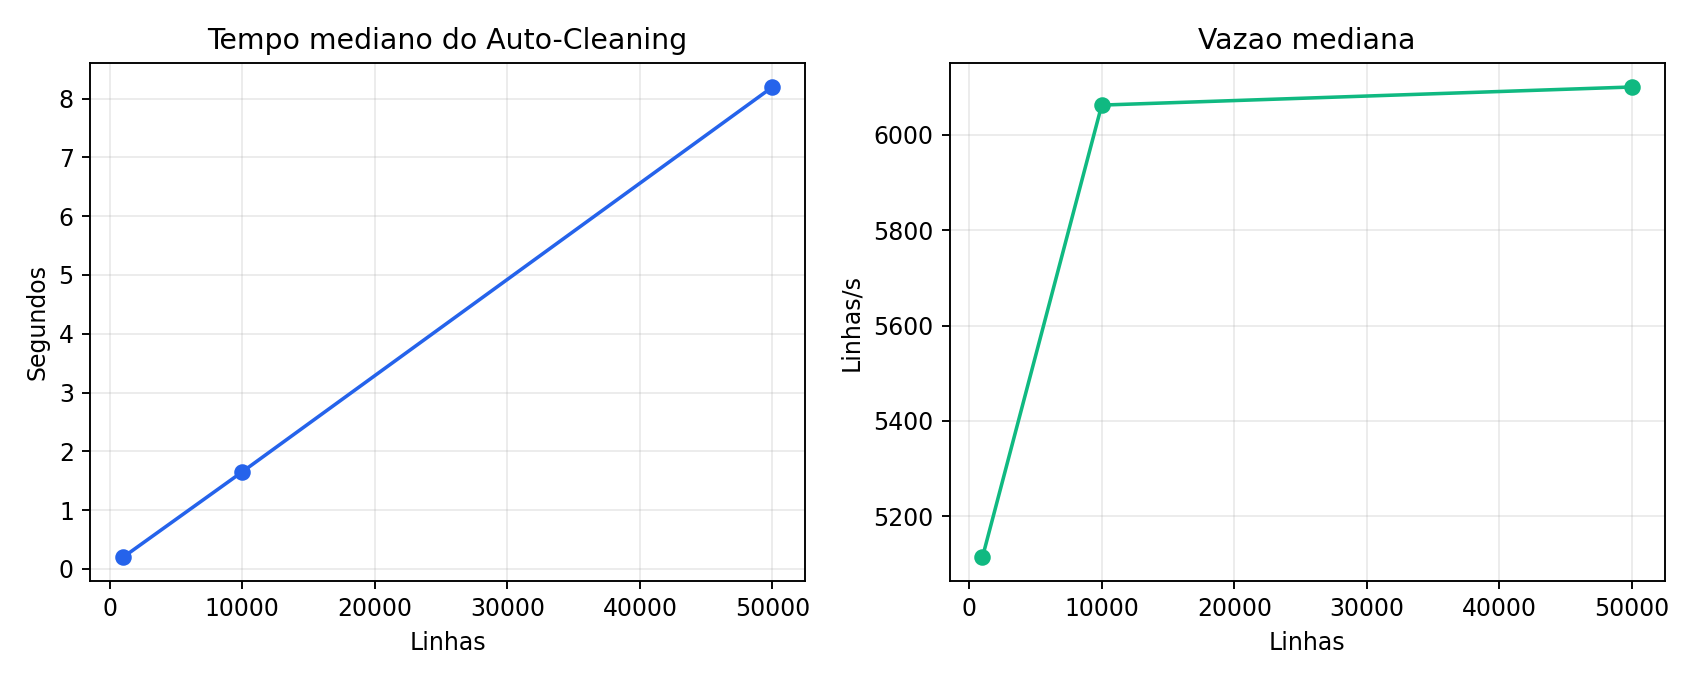 Tempo mediano do Auto-Cleaning
8
7
6
5
4
3
2
1
0
Segundos
0 10000 20000 30000 40000 50000
Linhas
Vazao mediana
6000
5800
5600
5400
5200
Linhas/s
0 10000 20000 30000 40000 50000
Linhas